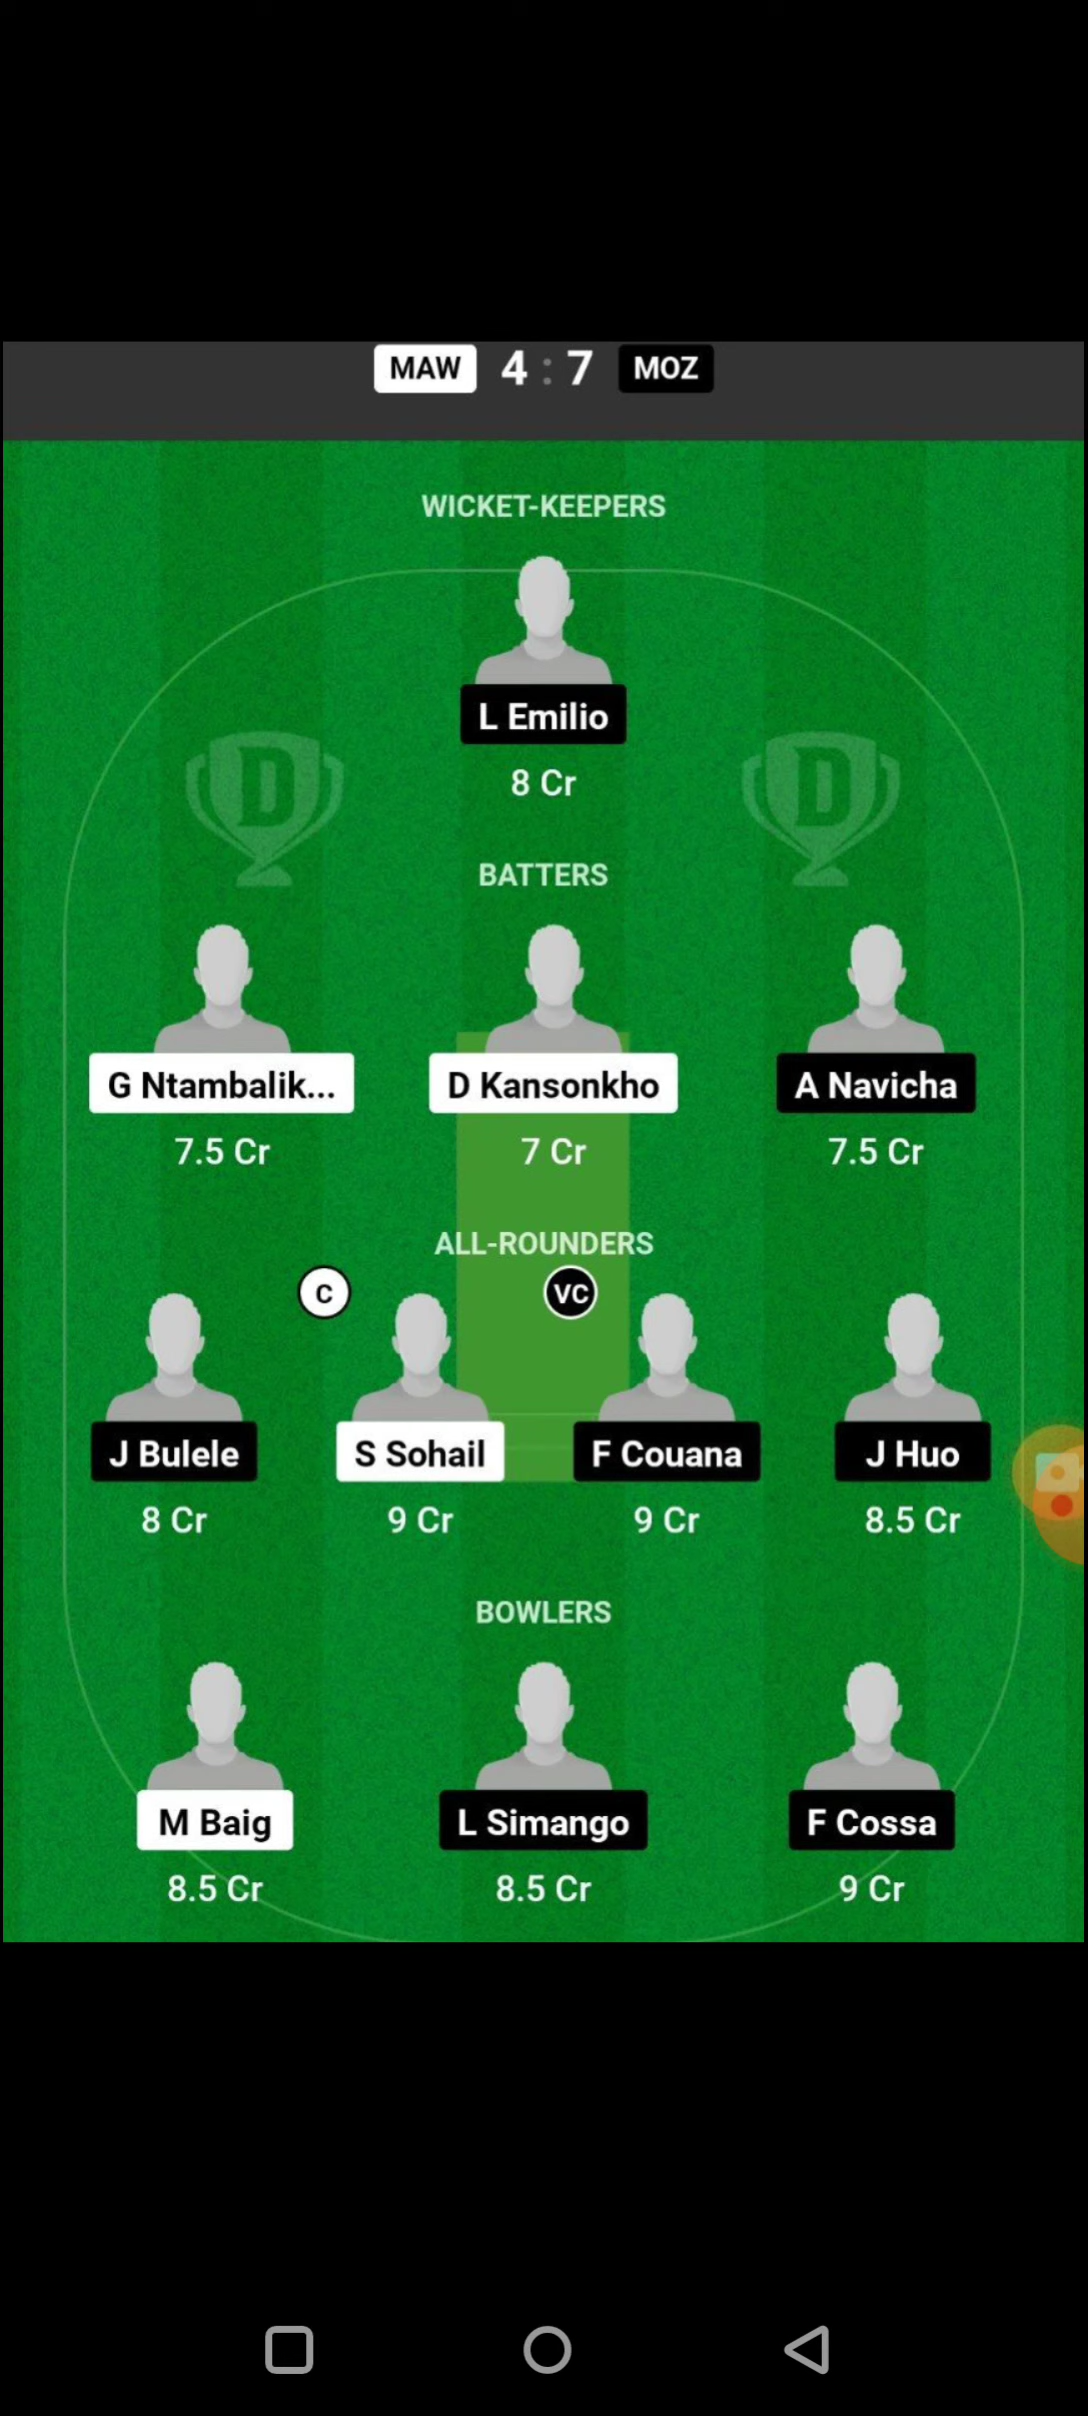 MAW 4 : 7 MOZ
WICKET-KEEPERS
L Emilio
8 Cr
D D
BATTERS
G Ntambalik... D Kansonkho A Navicha
7.5 Cr 7 Cr 7.5 Cr
ALL-ROUNDERS
C VC
J Bulele S Sohail F Couana J Huo
8 Cr 9 Cr 9 Cr 8.5 Cr
BOWLERS
M Baig L Simango F Cossa
8.5 Cr 8.5 Cr 9 Cr